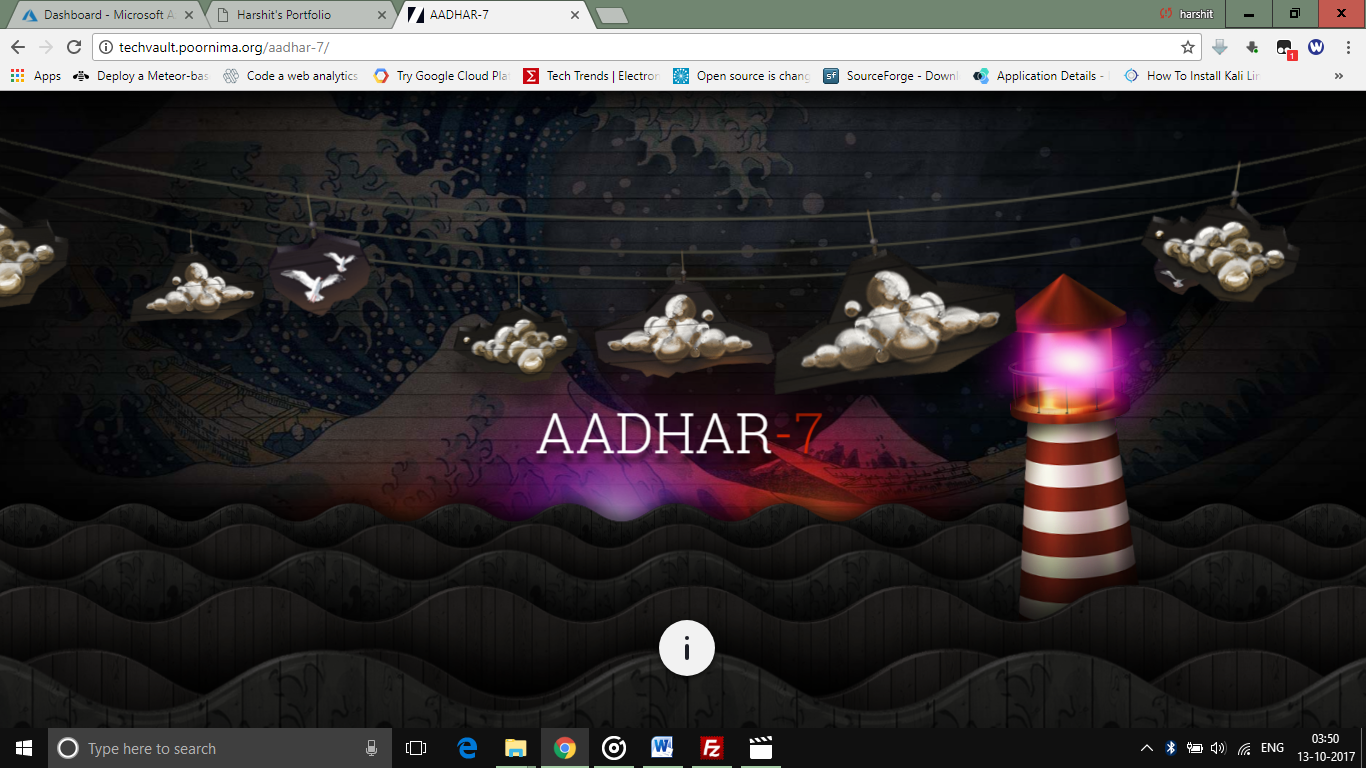 Dashboard - Microsoft A
Harshit's Portfolio
AADHAR-7
harshit
techvault.poornima.org/aadhar-7/
Apps
Deploy a Meteor-bas
Code a web analytics
Try Google Cloud Pla
Tech Trends | Electron
Open source is chang
SourceForge - Downl
Application Details -
How To Install Kali Lin
AADHAR-7
i
Type here to search
ENG
03:50
13-10-2017